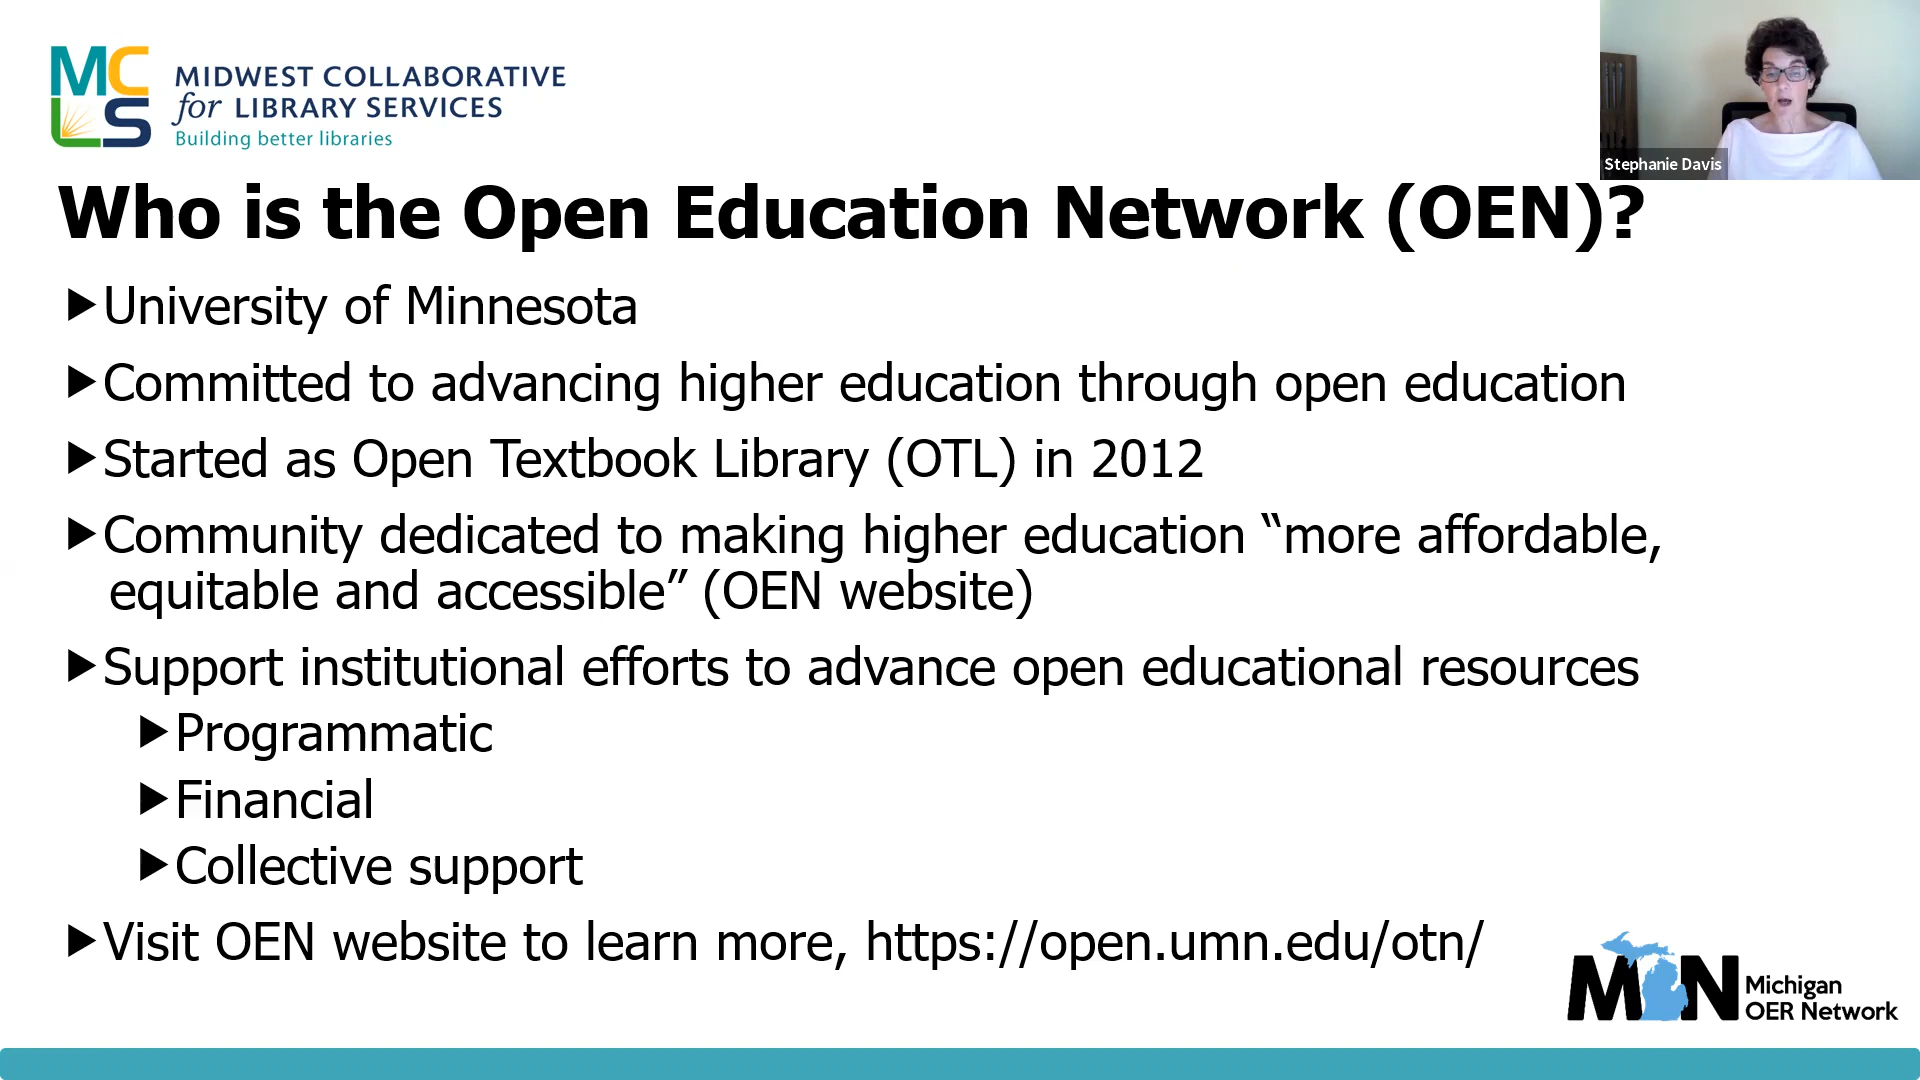 MCLS
MIDWEST COLLABORATIVE
for LIBRARY SERVICES
Building better libraries
Stephanie Davis
Who is the Open Education Network (OEN)?
University of Minnesota
Committed to advancing higher education through open education
Started as Open Textbook Library (OTL) in 2012
Community dedicated to making higher education “more affordable,
equitable and accessible” (OEN website)
Support institutional efforts to advance open educational resources
Programmatic
Financial
Collective support
Visit OEN website to learn more, https://open.umn.edu/otn/
M N
Michigan
OER Network